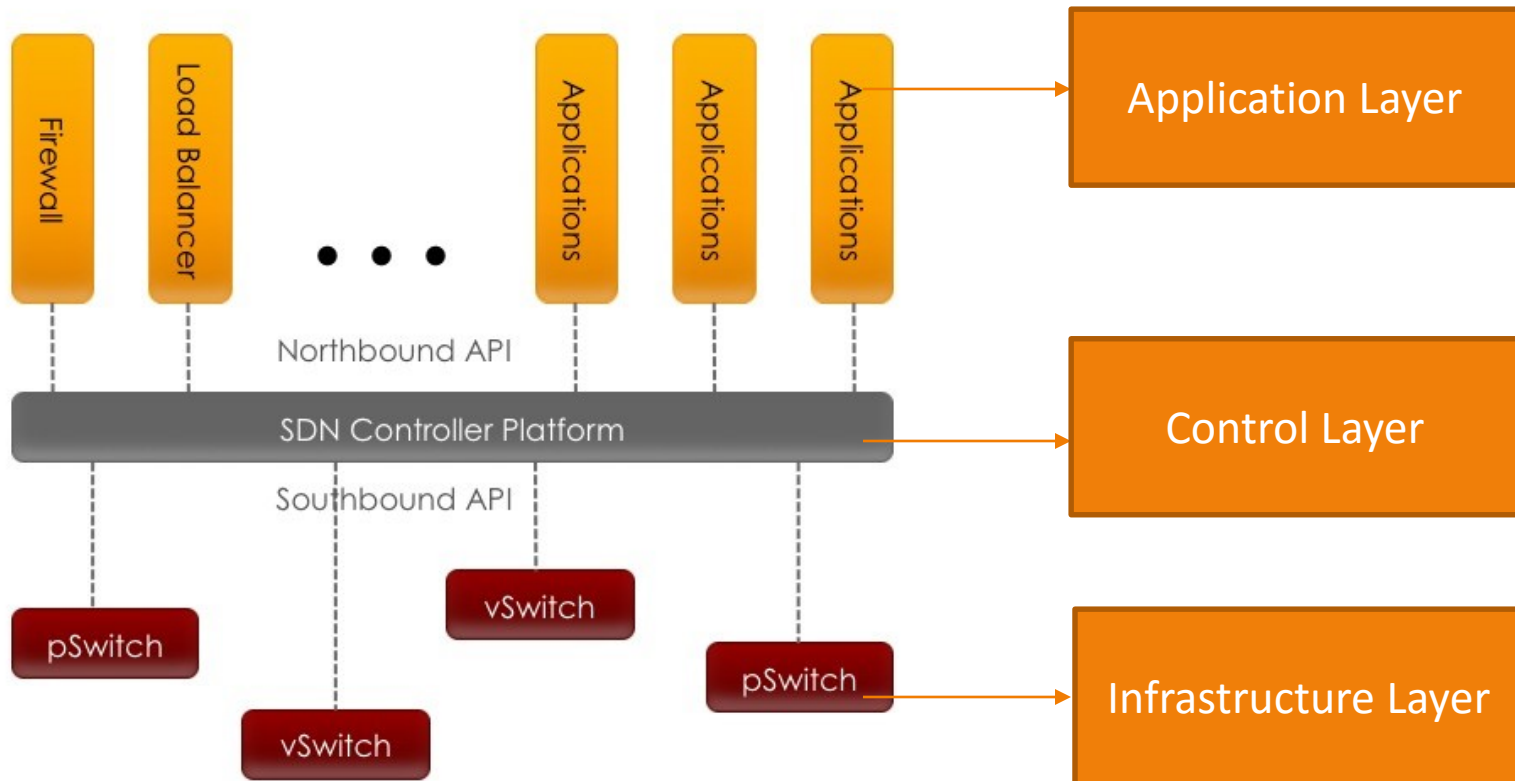 Firewall
Load Balancer
Applications
Applications
Applications
Application Layer
Northbound API
SDN Controller Platform
Control Layer
Southbound API
vSwitch
pSwitch
pSwitch
Infrastructure Layer
vSwitch